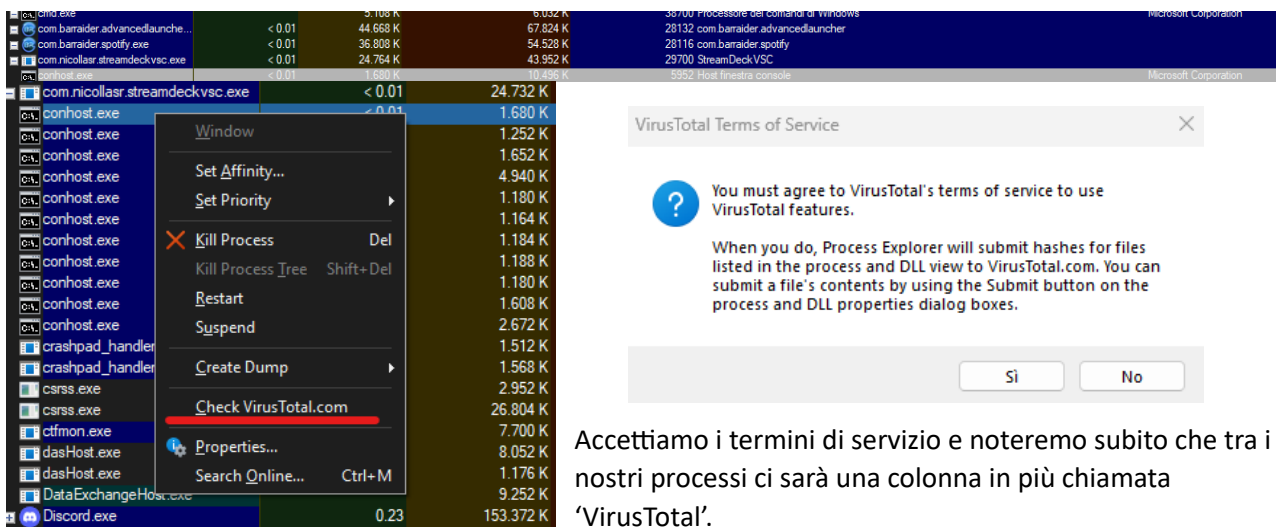 cmd.exe 5.108 K 6.032 K 38700 Processore dei comandi di Windows Microsoft Corporation
com.barraider.advancedlaunche... < 0.01 44.668 K 67.824 K 28132 com.barraider.advancedlauncher
com.barraider.spotify.exe < 0.01 36.808 K 54.528 K 28116 com.barraider.spotify
com.nicollasr.streamdeckvsc.exe < 0.01 24.764 K 43.952 K 29700 StreamDeckVSC
conhost.exe < 0.01 1.680 K 10.496 K 5952 Host finestra console Microsoft Corporation
com.nicollasr.streamdeckvsc.exe < 0.01 24.732 K
conhost.exe < 0.01 1.680 K
conhost.exe 1.252 K
conhost.exe 1.652 K
conhost.exe 4.940 K
conhost.exe 1.180 K
conhost.exe 1.164 K
conhost.exe 1.184 K
conhost.exe 1.188 K
conhost.exe 1.180 K
conhost.exe 1.608 K
conhost.exe 2.672 K
crashpad_handler 1.512 K
crashpad_handler 1.568 K
csrss.exe 2.952 K
csrss.exe 26.804 K
ctfmon.exe 7.700 K
dasHost.exe 8.052 K
dasHost.exe 1.176 K
DataExchangeHost.exe 9.252 K
Discord.exe 0.23 153.372 K
Window
Set Affinity...
Set Priority
Kill Process Del
Kill Process Tree Shift+Del
Restart
Suspend
Create Dump
Check VirusTotal.com
Properties...
Search Online... Ctrl+M
VirusTotal Terms of Service
You must agree to VirusTotal's terms of service to use
VirusTotal features.
When you do, Process Explorer will submit hashes for files
listed in the process and DLL view to VirusTotal.com. You can
submit a file's contents by using the Submit button on the
process and DLL properties dialog boxes.
Sì No
Accettiamo i termini di servizio e noteremo subito che tra i
nostri processi ci sarà una colonna in più chiamata
‘VirusTotal’.